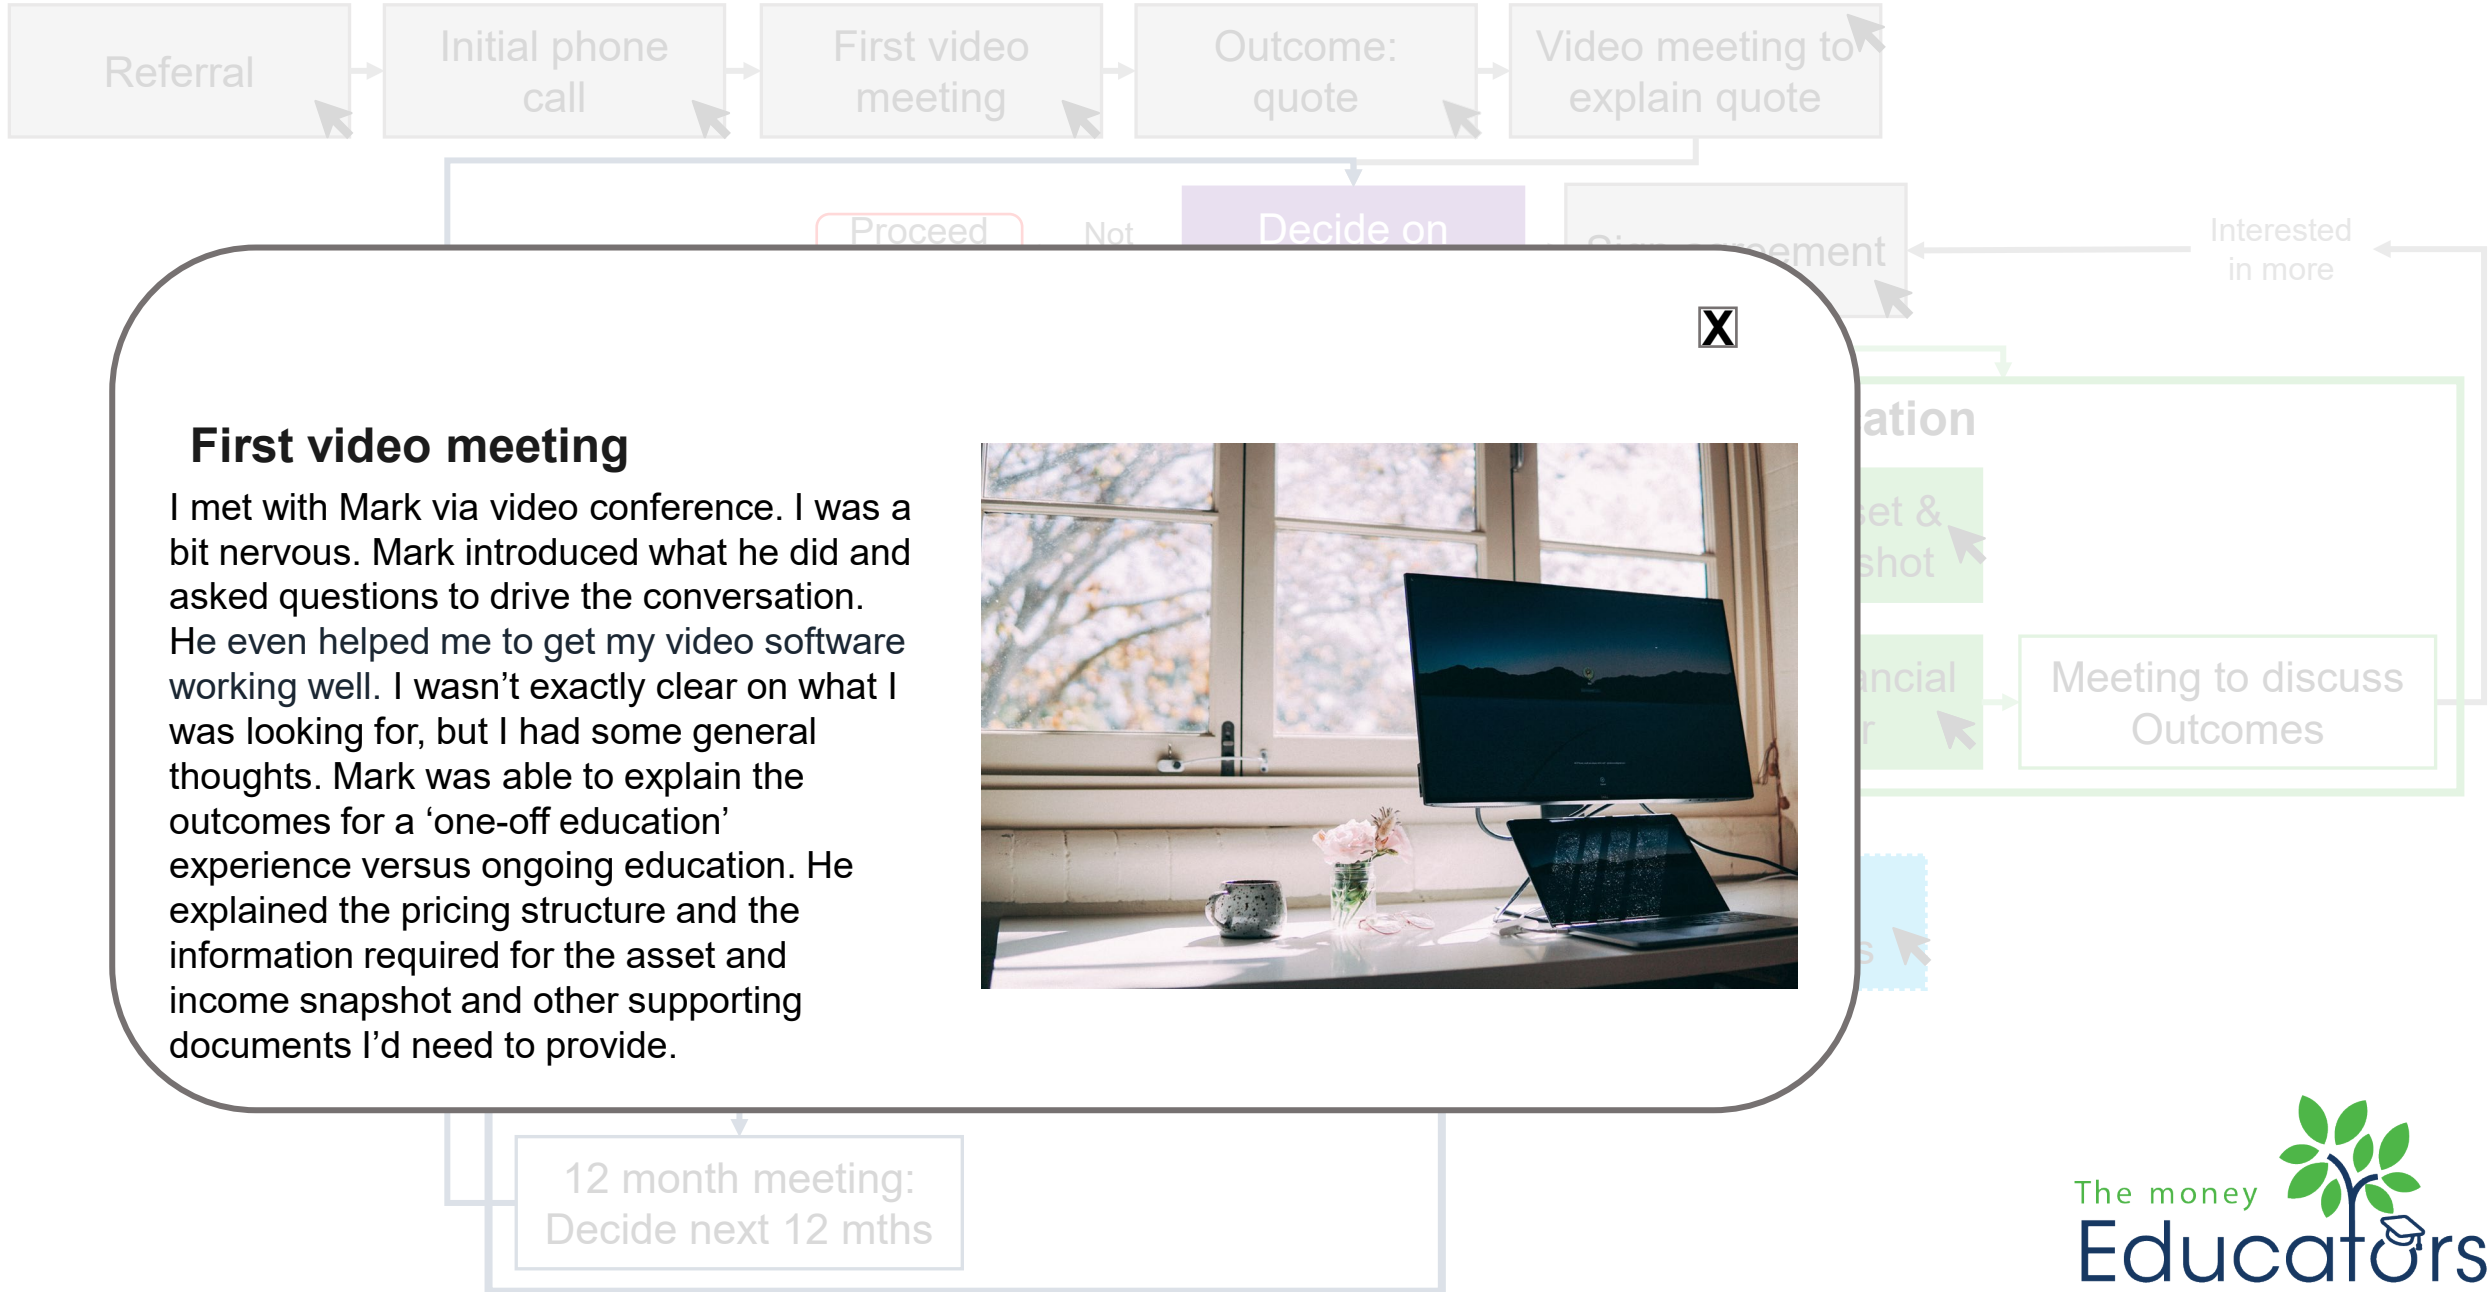 Referral
Initial phone
call
First video
meeting
Outcome:
quote
Video meeting to
explain quote
Proceed
Not
Decide on
Sign agreement
Interested
in more
X
First video meeting
I met with Mark via video conference. I was a
bit nervous. Mark introduced what he did and
asked questions to drive the conversation.
He even helped me to get my video software
working well. I wasn’t exactly clear on what I
was looking for, but I had some general
thoughts. Mark was able to explain the
outcomes for a ‘one-off education’
experience versus ongoing education. He
explained the pricing structure and the
information required for the asset and
income snapshot and other supporting
documents I’d need to provide.
ation
set &
shot
ancial
r
Meeting to discuss
Outcomes
s
12 month meeting:
Decide next 12 mths
The money
Educators